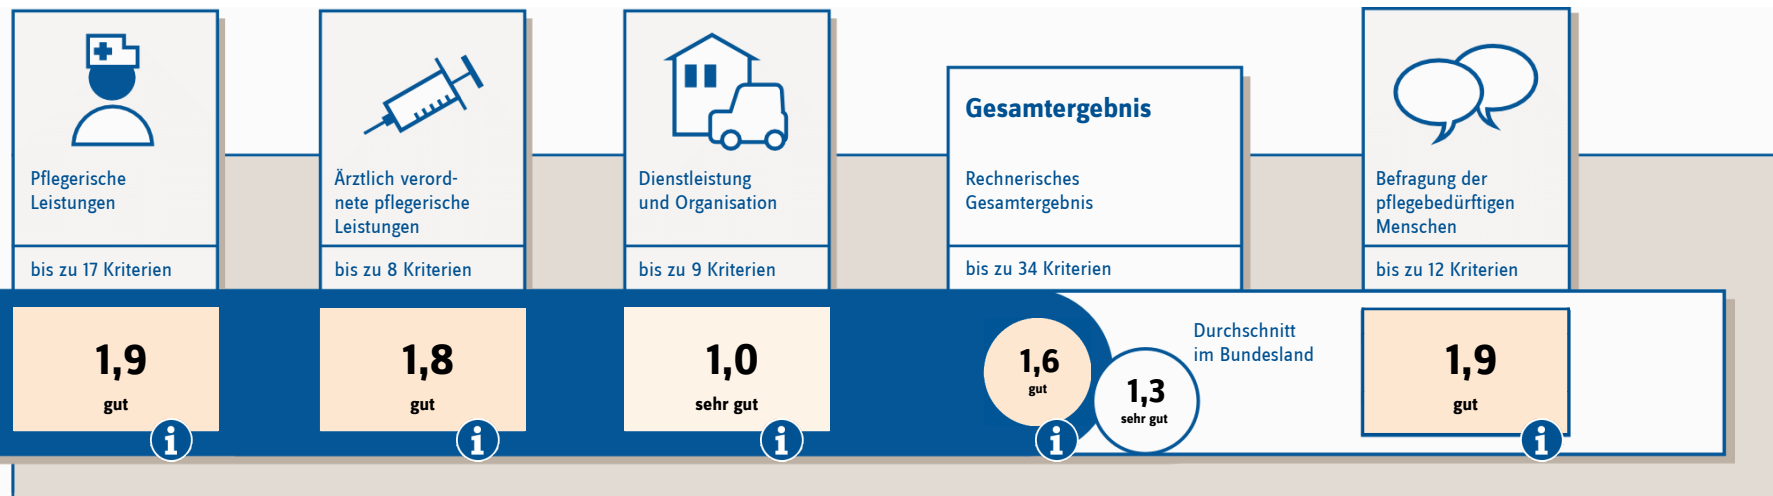 Pflegerische
Leistungen
bis zu 17 Kriterien
1,9
gut
i
Ärztlich verord-
nete pflegerische
Leistungen
bis zu 8 Kriterien
1,8
gut
i
Dienstleistung
und Organisation
bis zu 9 Kriterien
1,0
sehr gut
i
Gesamtergebnis
Rechnerisches
Gesamtergebnis
bis zu 34 Kriterien
1,6
gut
i
1,3
sehr gut
Durchschnitt
im Bundesland
Befragung der
pflegebedürftigen
Menschen
bis zu 12 Kriterien
1,9
gut
i